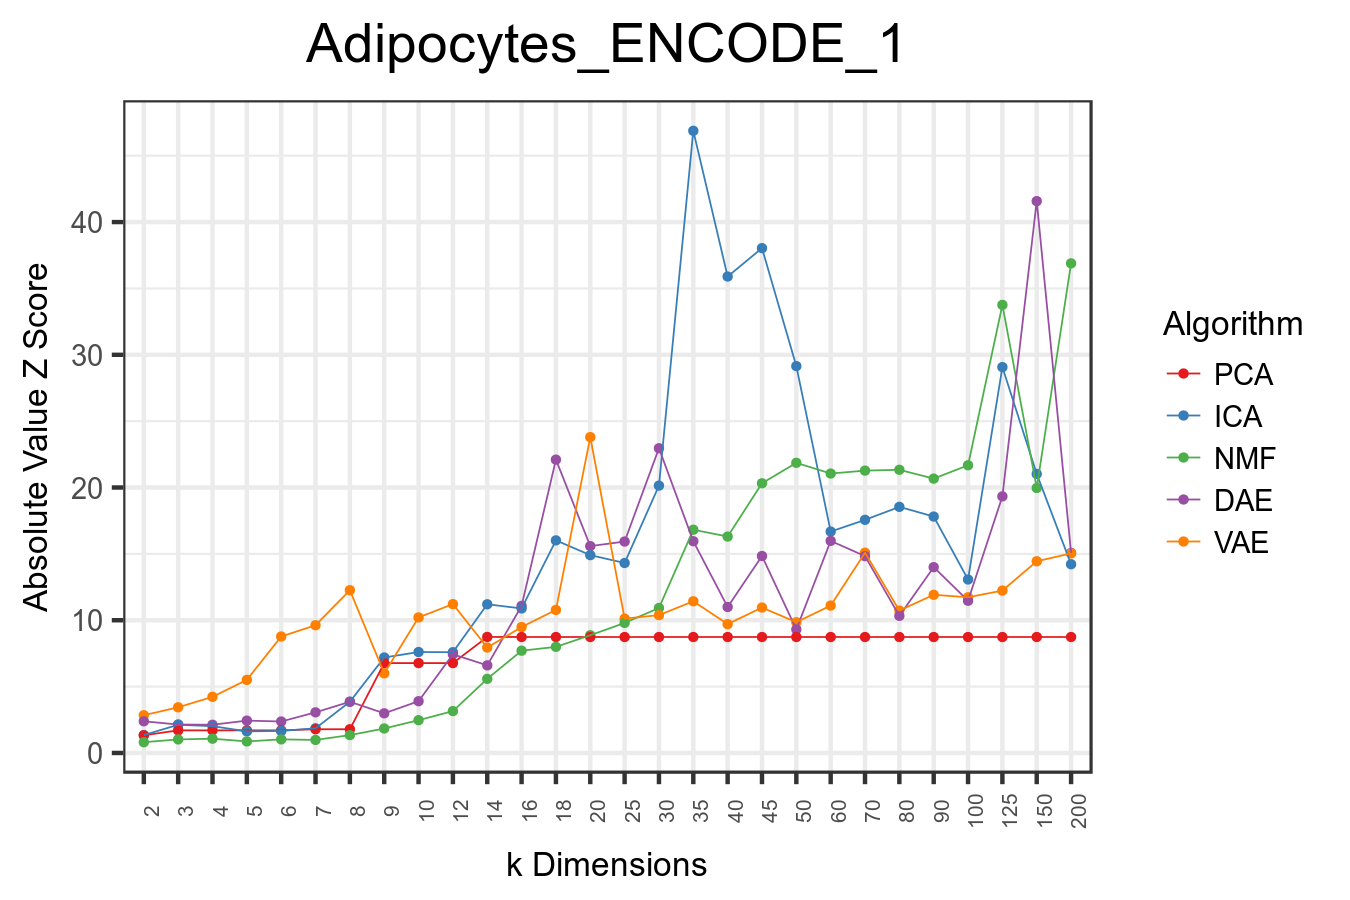 Adipocytes_ENCODE_1
Absolute Value Z Score
40
30
20
10
0
2 3 4 5 6 7 8 9 10 12 14 16 18 20 25 30 35 40 45 50 60 70 80 90 100 125 150 200
k Dimensions
Algorithm
PCA
ICA
NMF
DAE
VAE